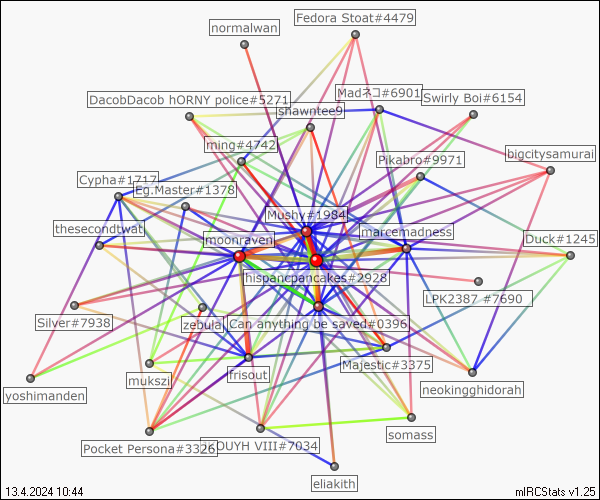 Fedora Stoat#4479
normalwan
Madネコ#6901
DacobDacob hORNY police#5271
Swirly Boi#6154
shawntee9
ming#4742
bigcitysamurai
Pikabro#9971
Cypha#1717
Eg.Master#1378
Mushy#1984
thesecondtwat
mareemadness
moonraven
Duck#1245
hispanicpancakes#2928
LPK2387 #7690
Silver#7938
zebula
Can anything be saved#0396
Majestic#3375
frisout
mukszi
neokingghidorah
yoshimanden
somass
Pocket Persona#3326
OUYH VIII#7034
eliakith
13.4.2024 10:44
mIRCStats v1.25